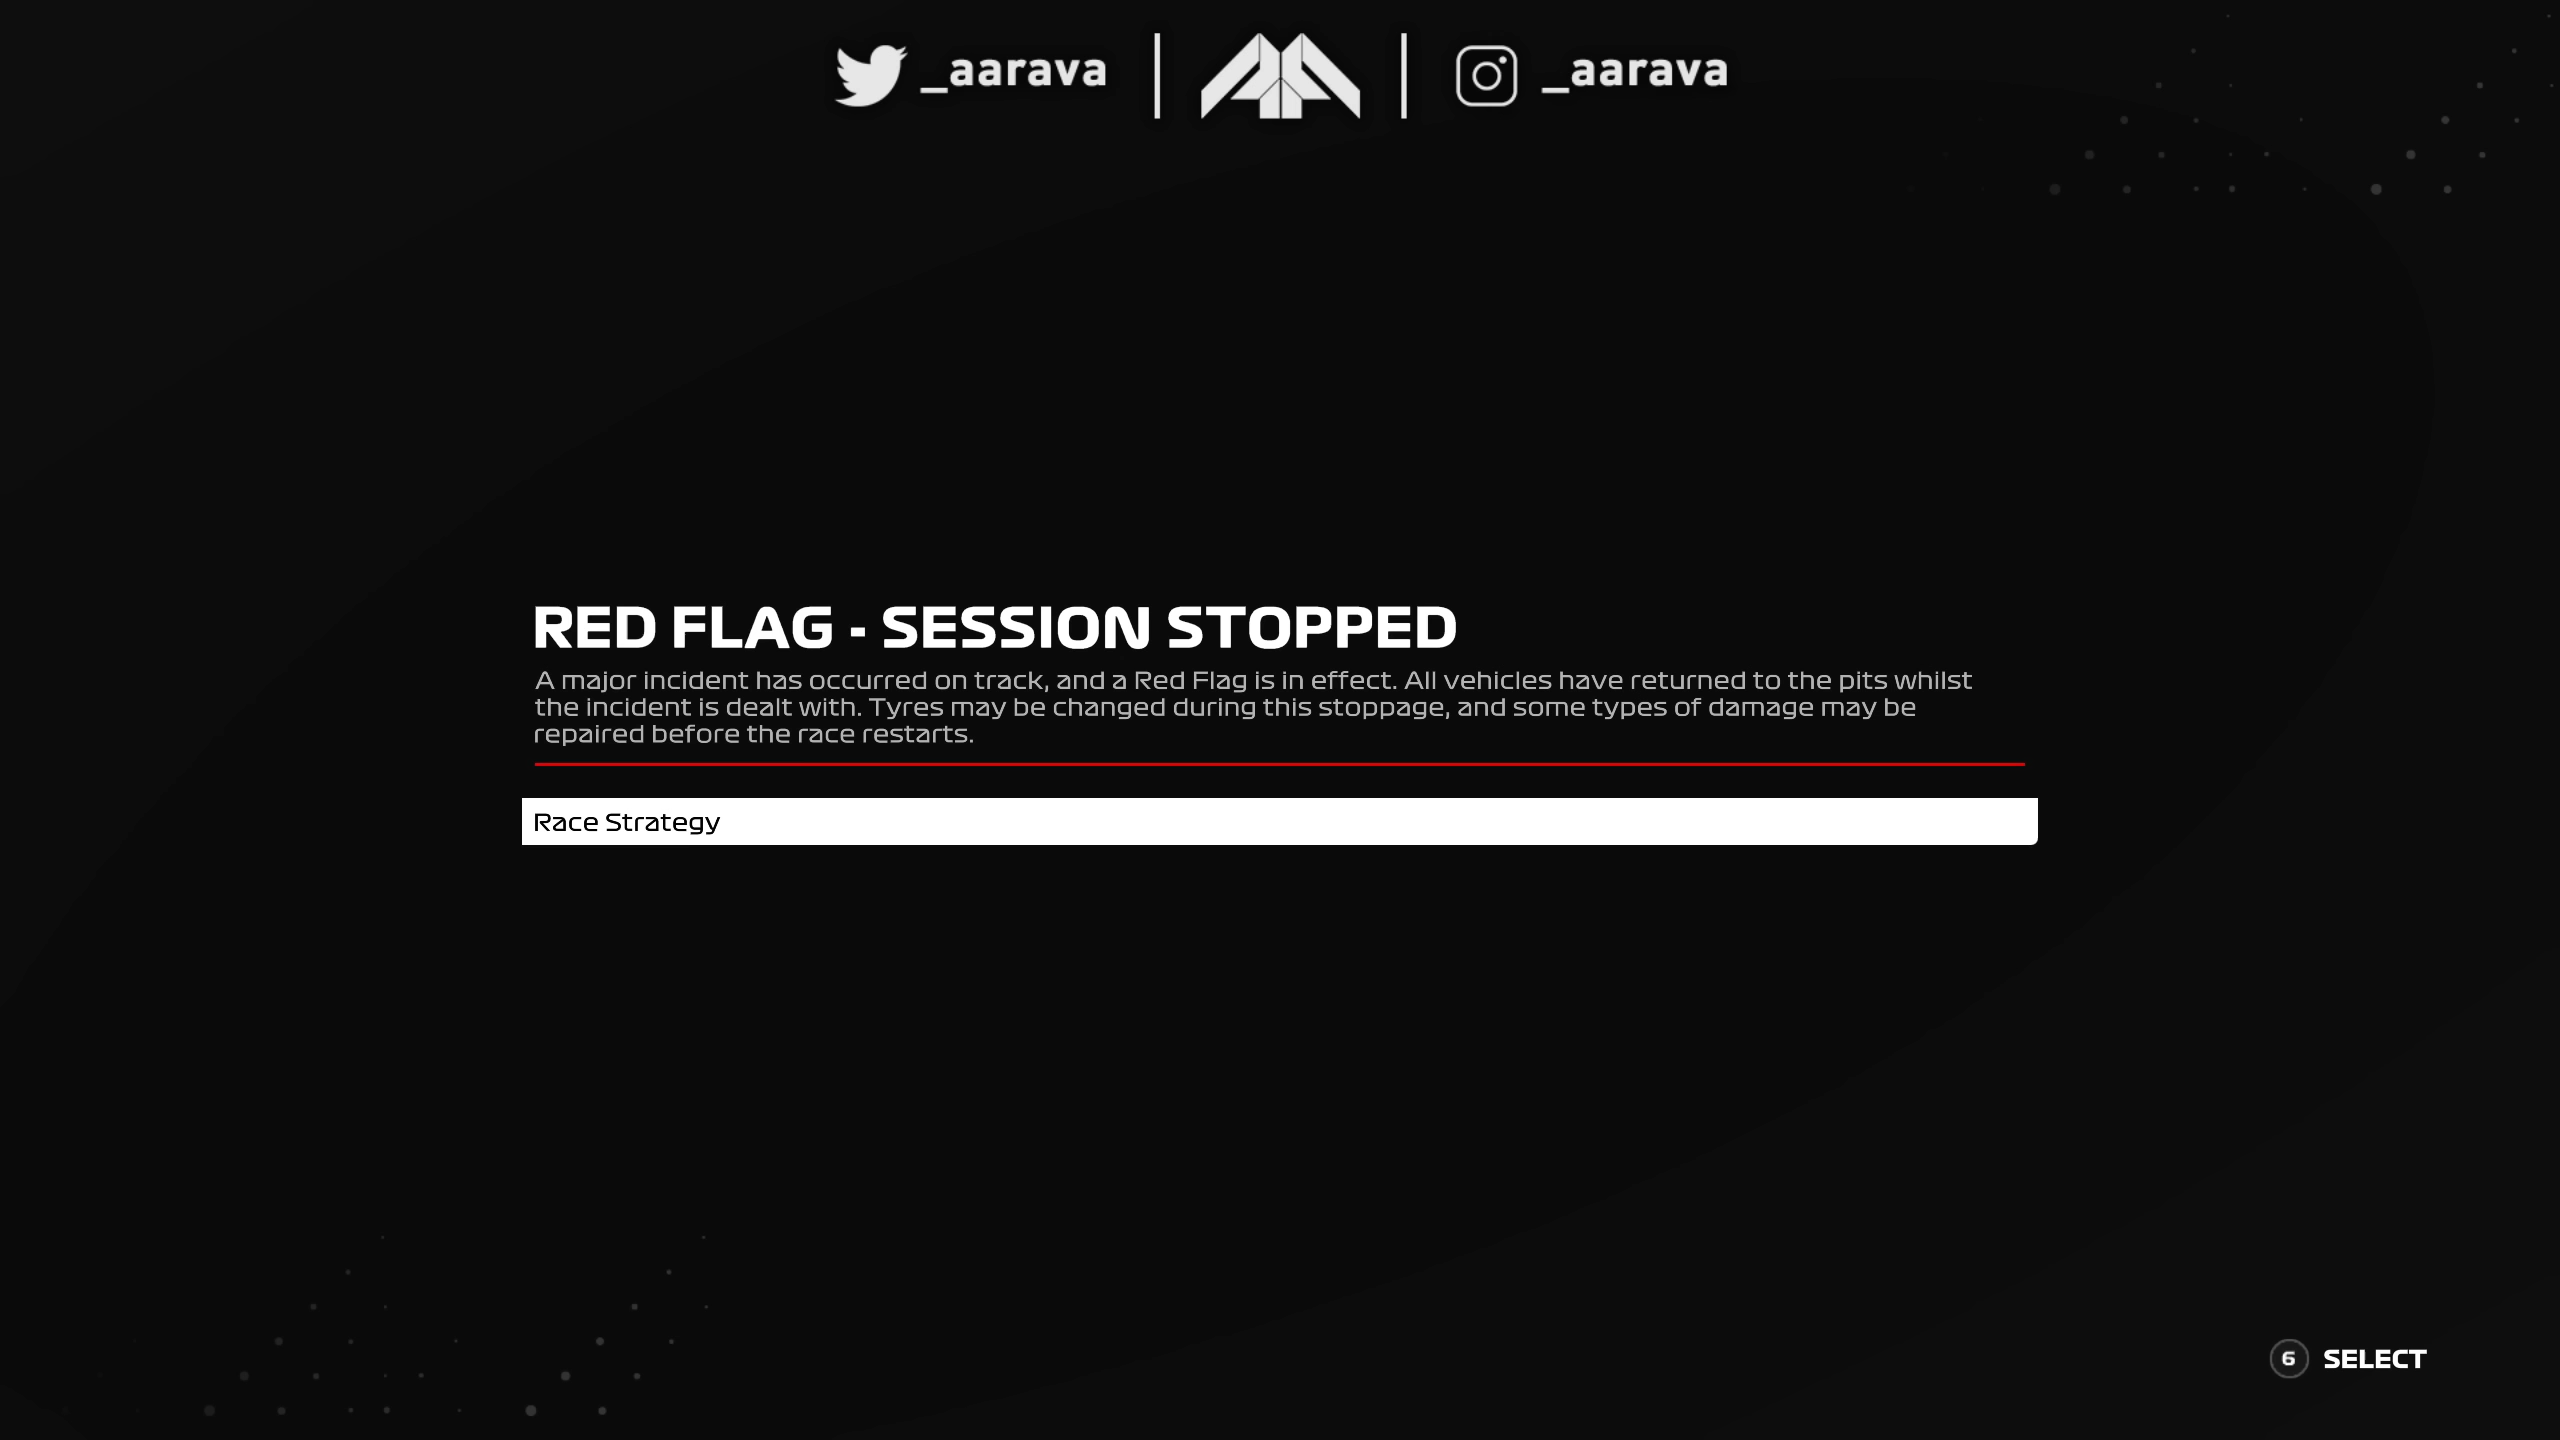 _aarava
_aarava
RED FLAG - SESSION STOPPED
A major incident has occurred on track, and a Red Flag is in effect. All vehicles have returned to the pits whilst
the incident is dealt with. Tyres may be changed during this stoppage, and some types of damage may be
repaired before the race restarts.
Race Strategy
6 SELECT